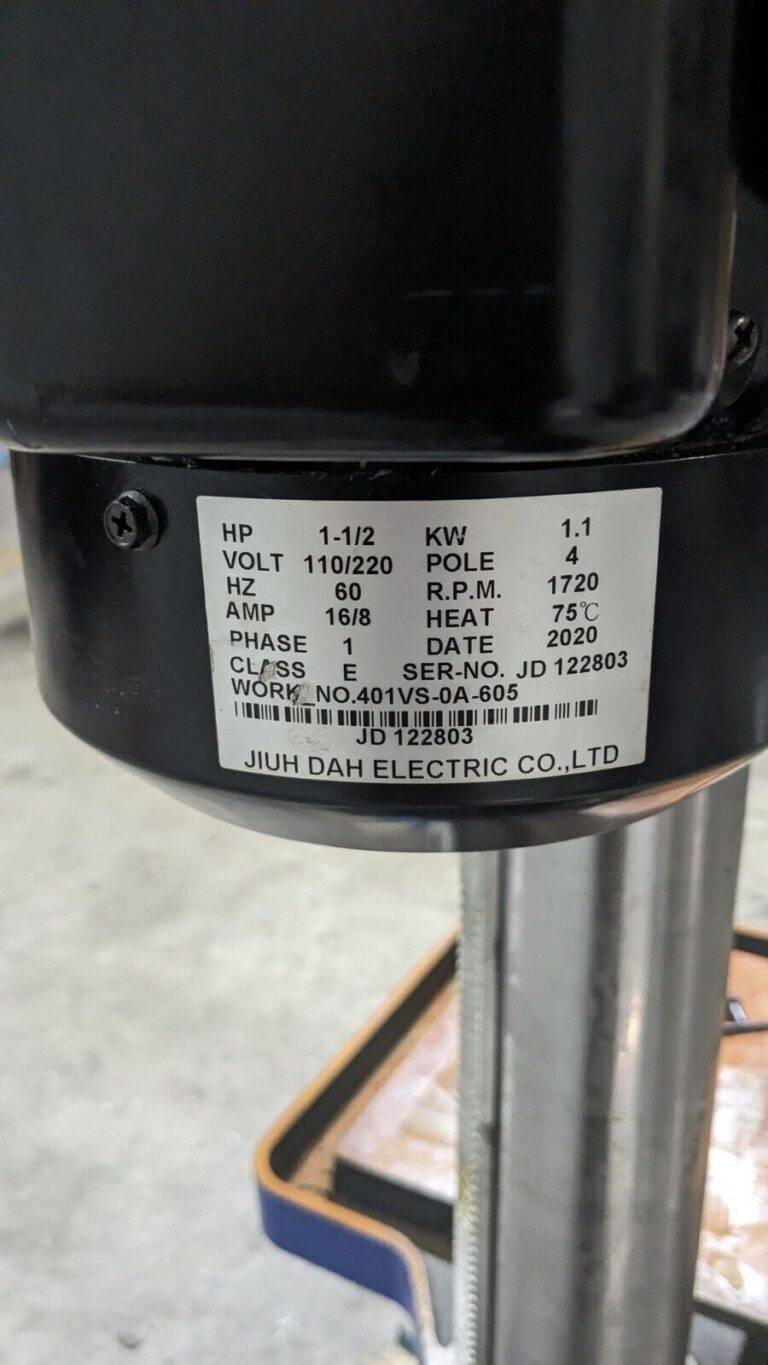 HP 1-1/2 KW 1.1
VOLT 110/220 POLE 4
HZ 60 R.P.M. 1720
AMP 16/8 HEAT 75℃
PHASE 1 DATE 2020
CLASS E SER-NO. JD 122803
WORK_NO.401VS-0A-605
JD 122803
JIUH DAH ELECTRIC CO.,LTD